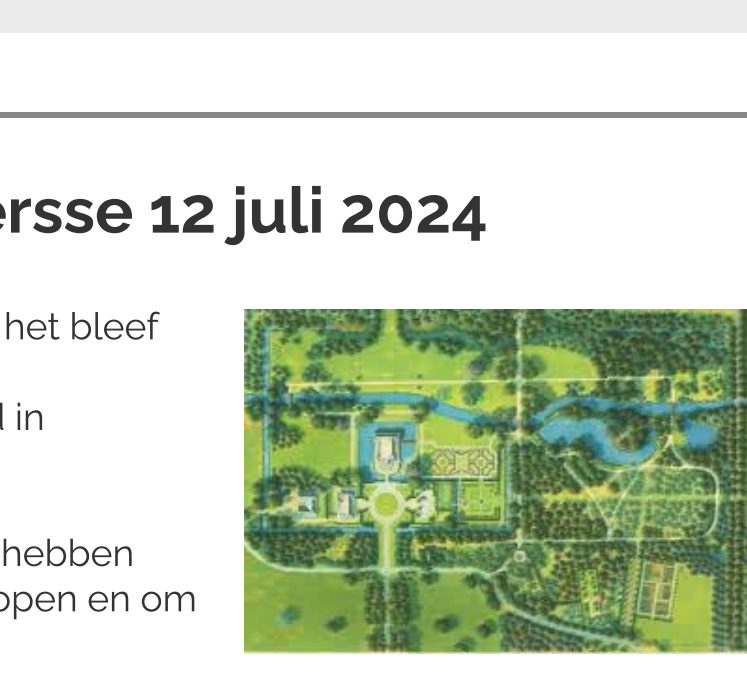 ersse 12 juli 2024
het bleef
l in
hebben
open en om